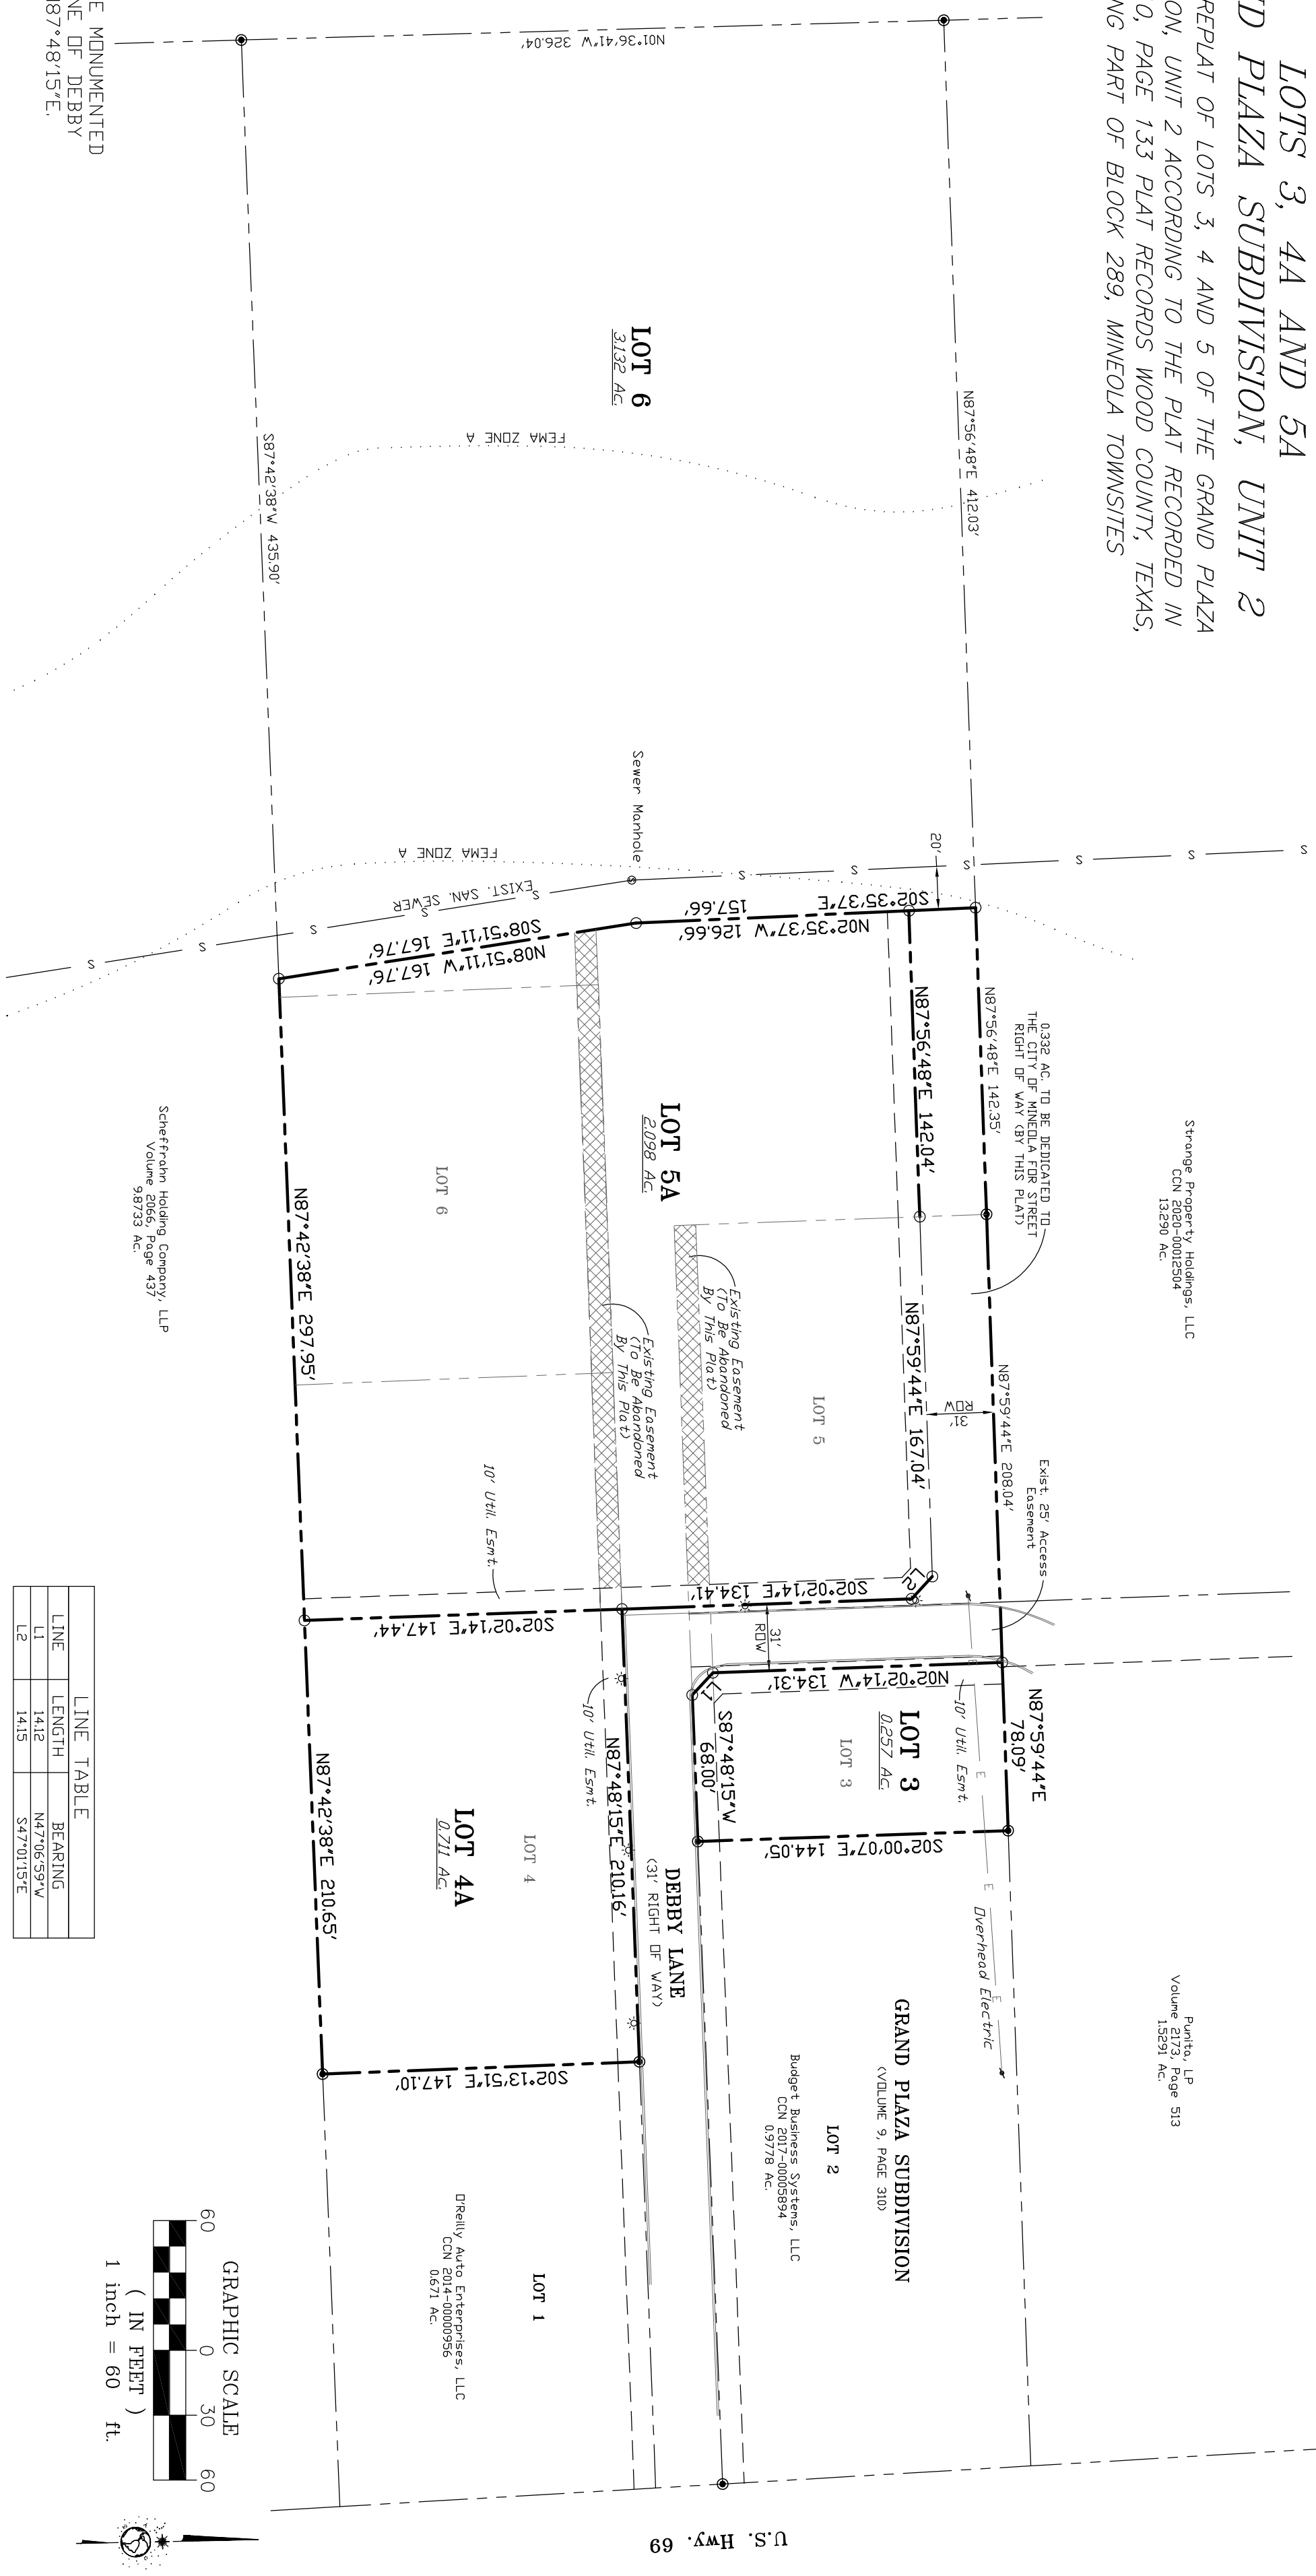 LOTS 3, 4A AND 5A
D PLAZA SUBDIVISION, UNIT 2
REPLAT OF LOTS 3, 4 AND 5 OF THE GRAND PLAZA
ON, UNIT 2 ACCORDING TO THE PLAT RECORDED IN
0, PAGE 133 PLAT RECORDS WOOD COUNTY, TEXAS,
NG PART OF BLOCK 289, MINEOLA TOWNSITES
E MONUMENTED
NE OF DEBBY
N87°48'15"E.
N01°36'41"W 326.04'
LOT 6
3.132 Ac.
N87°56'48"E 412.03'
FEMA ZONE A
S87°42'38"W 435.90'
Sewer Manhole
FEMA ZONE A
EXIST. SAN. SEWER
S
S
S
S
S
S
S
S
S
S
S
20'
S02°35'37"E 157.66'
N02°35'37"W 126.66'
S08°51'11"E 167.76'
N08°51'11"W 167.76'
Strange Property Holdings, LLC
CCN 2020-00012504
13.290 Ac.
0.332 AC. TO BE DEDICATED TO
THE CITY OF MINEOLA FOR STREET
RIGHT OF WAY (BY THIS PLAT)
N87°56'48"E 142.35'
N87°56'48"E 142.04'
LOT 5A
2.098 Ac.
LOT 6
Scheffrahn Holding Company, LLP
Volume 2066, Page 437
9.8733 Ac.
N87°42'38"E 297.95'
Existing Easement
(To Be Abandoned
By This Plat)
Existing Easement
(To Be Abandoned
By This Plat)
N87°59'44"E 167.04'
LOT 5
31'
ROW
N87°59'44"E 208.04'
Exist. 25' Access
Easement
10' Util. Esmt.
L2
S02°02'14"E 134.41'
S02°02'14"E 147.44'
31'
ROW
N02°02'14"W 134.31'
L1
S87°48'15"W
68.00'
LOT 3
0.257 Ac.
LOT 3
10' Util. Esmt.
N87°59'44"E
78.09'
S02°00'07"E 144.05'
E
E
E
Overhead Electric
10' Util. Esmt.
N87°48'15"E 210.16'
LOT 4
LOT 4A
0.711 Ac.
N87°42'38"E 210.65'
DEBBY LANE
(31' RIGHT OF WAY)
S02°13'51"E 147.10'
GRAND PLAZA SUBDIVISION
(VOLUME 9, PAGE 310)
LOT 2
Budget Business Systems, LLC
CCN 2017-00005894
0.9778 Ac.
Punita, LP
Volume 2173, Page 513
1.5291 Ac.
LOT 1
O'Reilly Auto Enterprises, LLC
CCN 2014-00000956
0.671 Ac.
U.S. Hwy. 69
LINE TABLE
LINE LENGTH BEARING
L1 14.12 N47°06'59"W
L2 14.15 S47°01'15"E
GRAPHIC SCALE
60 0 30 60
( IN FEET )
1 inch = 60 ft.